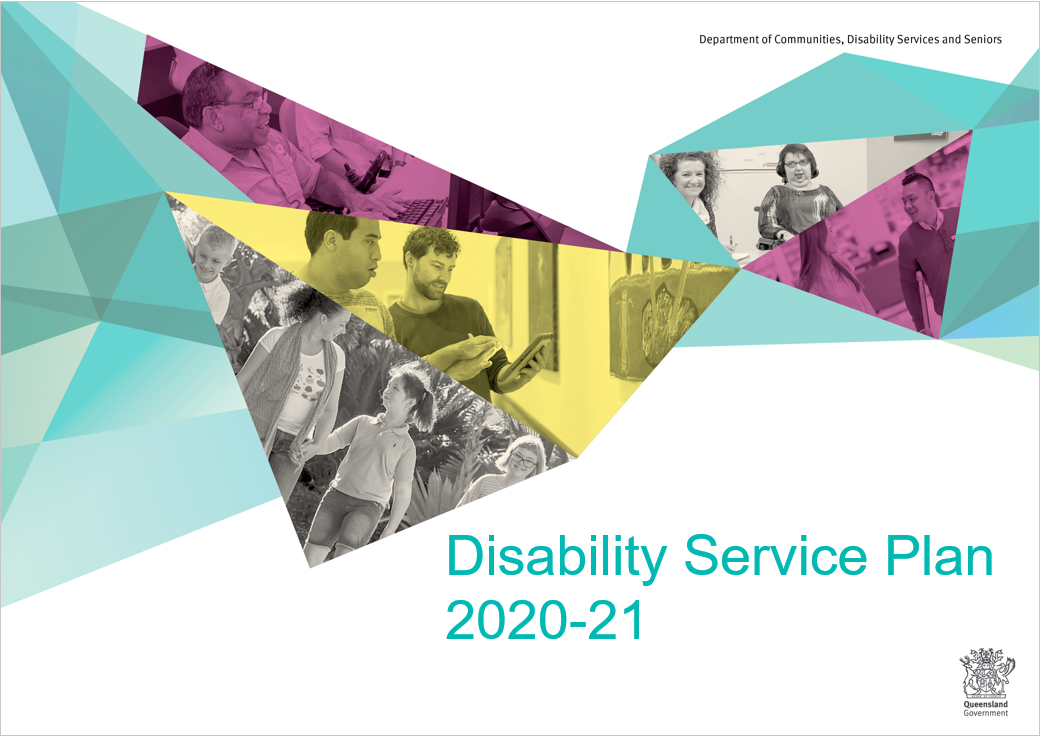 Department of Communities, Disability Services and Seniors
Disability Service Plan
2020-21
Queensland
Government